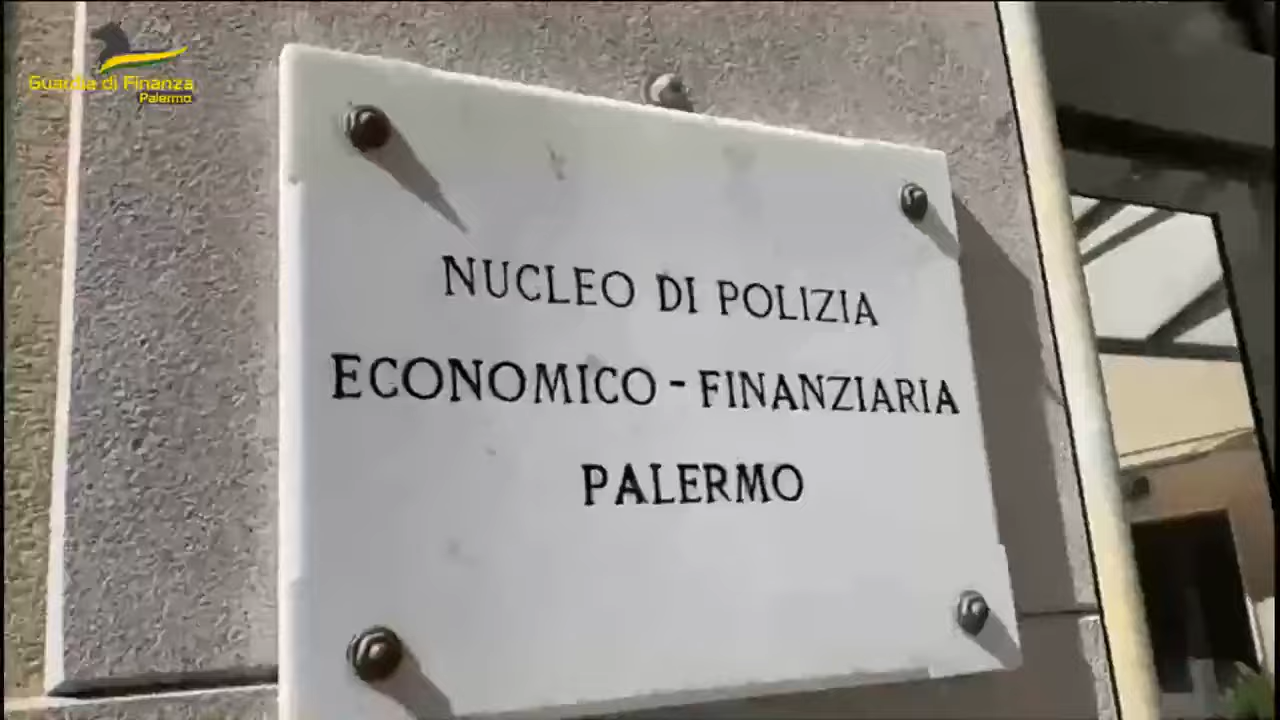 Guardia di Finanza
Palermo
NUCLEO DI POLIZIA
ECONOMICO - FINANZIARIA
PALERMO